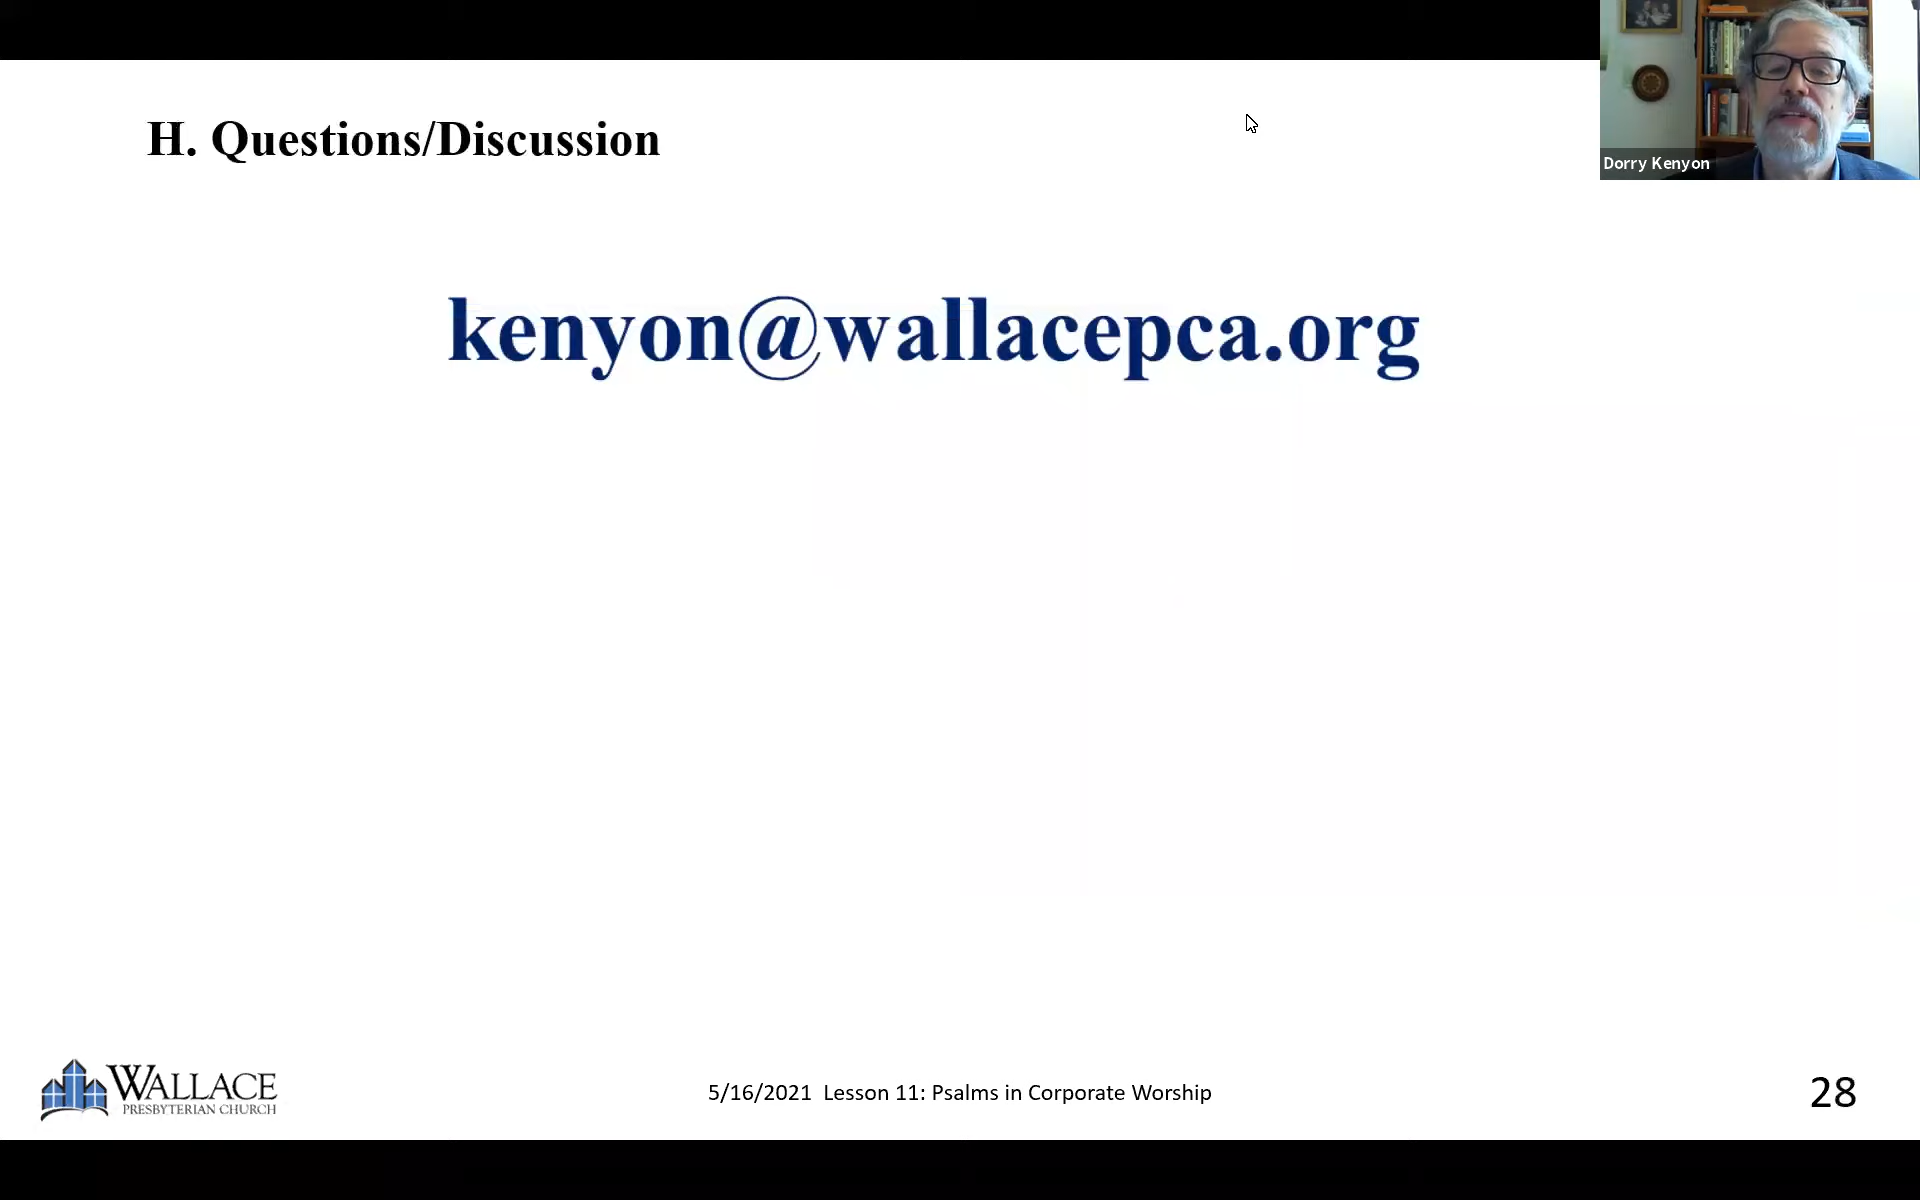 H. Questions/Discussion
Dorry Kenyon
kenyon@wallacepca.org
WALLACE
PRESBYTERIAN CHURCH
5/16/2021  Lesson 11: Psalms in Corporate Worship
28